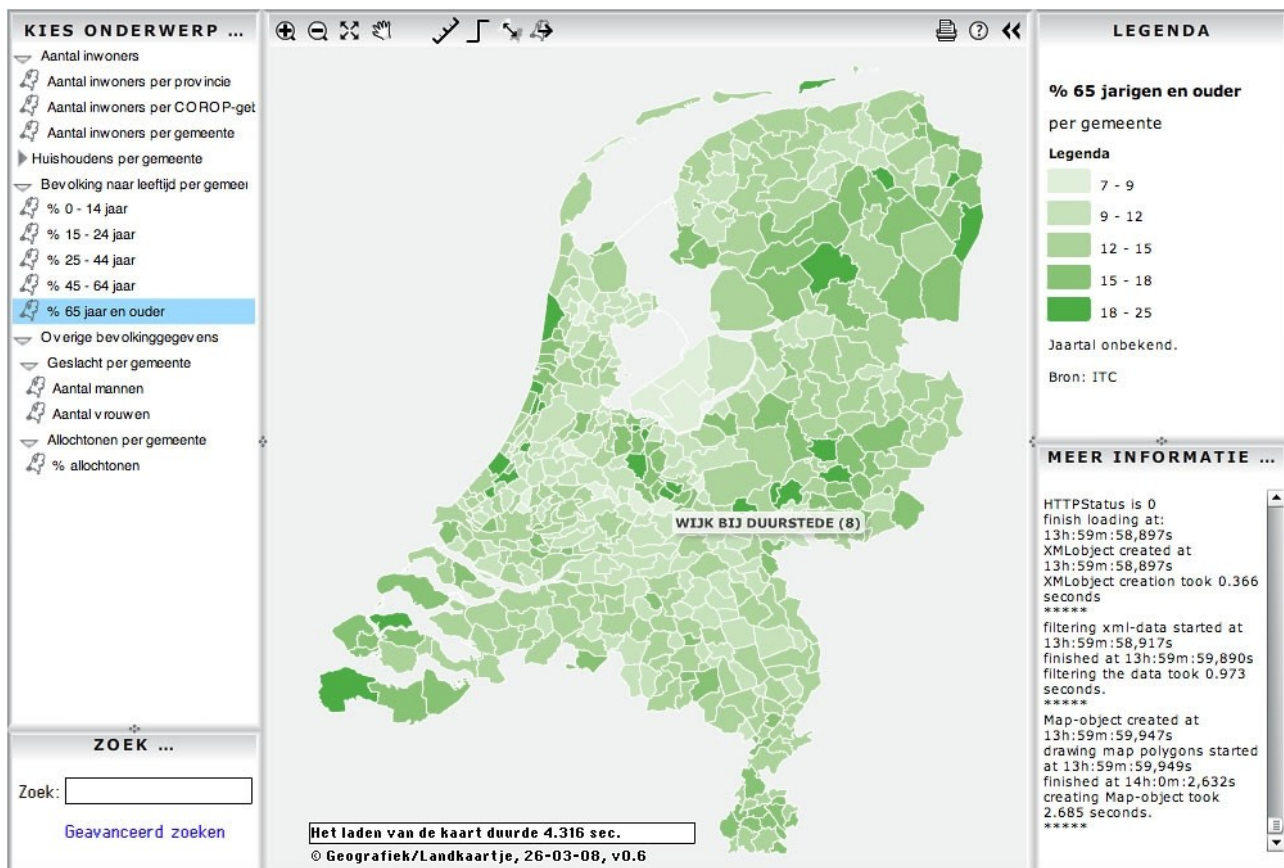 KIES ONDERWERP ...
Aantal inwoners
Aantal inwoners per provincie
Aantal inwoners per COROP-get
Aantal inwoners per gemeente
Huishoudens per gemeente
Bevolking naar leeftijd per gemeer
% 0 - 14 jaar
% 15 - 24 jaar
% 25 - 44 jaar
% 45 - 64 jaar
% 65 jaar en ouder
Overige bevolkinggegevens
Geslacht per gemeente
Aantal mannen
Aantal vrouwen
Allochtonen per gemeente
% allochtonen
ZOEK ...
Zoek:
Geavanceerd zoeken
WIJK BIJ DUURSTEDE (8)
Het laden van de kaart duurde 4.316 sec.
© Geografiek/Landkaartje, 26-03-08, v0.6
LEGENDA
% 65 jarigen en ouder
per gemeente
Legenda
7 - 9
9 - 12
12 - 15
15 - 18
18 - 25
Jaartal onbekend.
Bron: ITC
MEER INFORMATIE ...
HTTPStatus is 0
finish loading at:
13h:59m:58,897s
XMLobject created at
13h:59m:58,897s
XMLobject creation took 0.366
seconds
*****
filtering xml-data started at
13h:59m:58,917s
finished at 13h:59m:59,890s
filtering the data took 0.973
seconds.
*****
Map-object created at
13h:59m:59,947s
drawing map polygons started
at 13h:59m:59,949s
finished at 14h:0m:2,632s
creating Map-object took
2.685 seconds.
*****